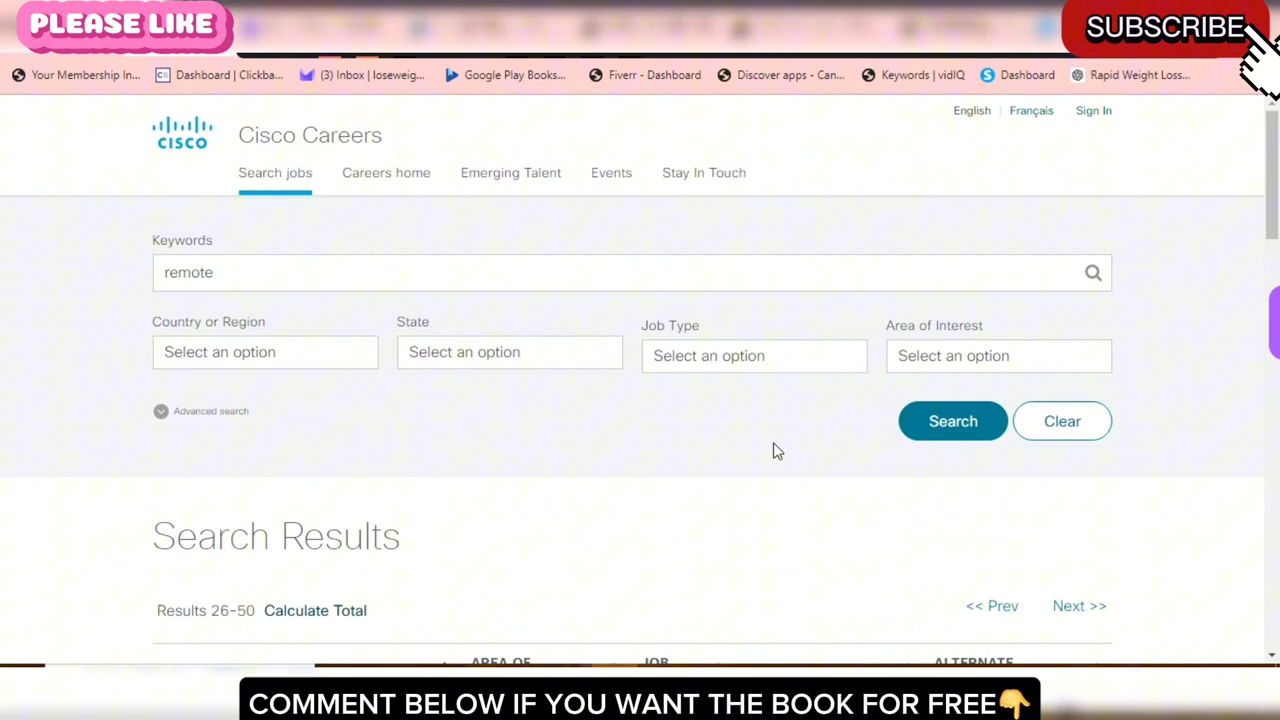 PLEASE LIKE
SUBSCRIBE
Your Membership In... Dashboard | Clickba... (3) Inbox | loseweig... Google Play Books... Fiverr - Dashboard Discover apps - Can... Keywords | vidIQ Dashboard Rapid Weight Loss...
English | Français Sign In
CISCO Cisco Careers
Search jobs Careers home Emerging Talent Events Stay In Touch
Keywords
remote
Country or Region State Job Type Area of Interest
Select an option Select an option Select an option Select an option
Advanced search
Search Clear
Search Results
Results 26-50 Calculate Total << Prev Next >>
AREA OF JOB ALTERNATE
COMMENT BELOW IF YOU WANT THE BOOK FOR FREE👇